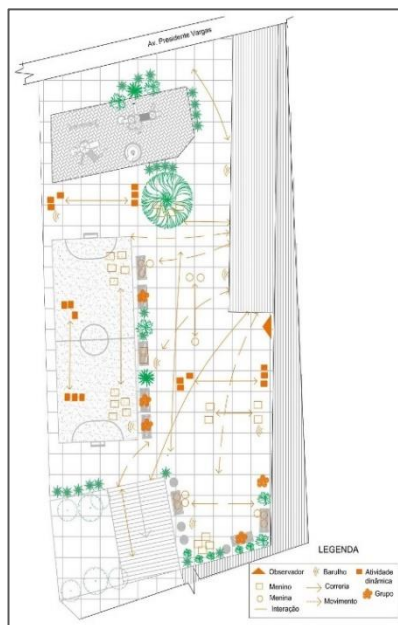 Av. Presidente Vargas
LEGENDA
Observador
Barulho
Atividade
dinâmica
Menino
Correria
Menina
Movimento
Grupo
Interação